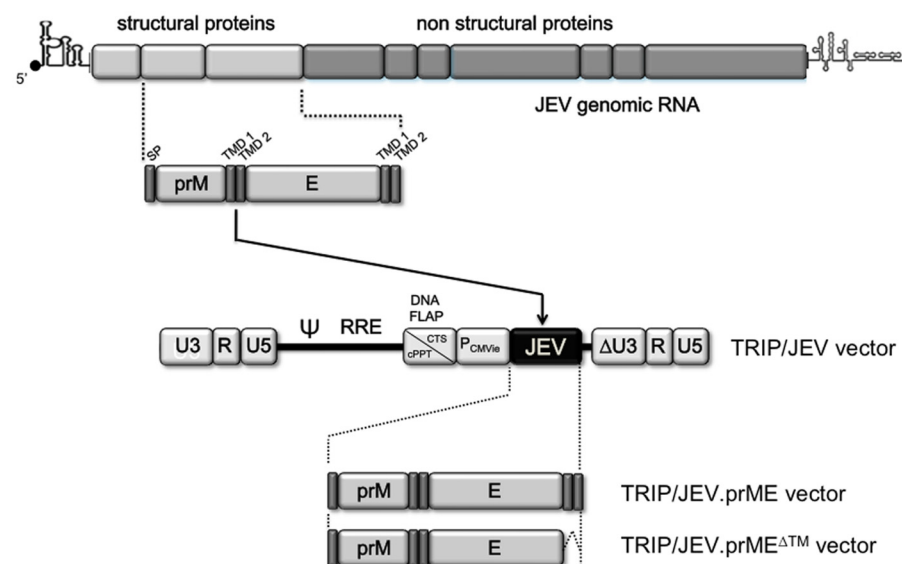 structural proteins non structural proteins
5'
JEV genomic RNA
SP TMD 1 TMD 2 TMD 1 TMD 2
prM E
DNA
FLAP
Ψ RRE
U3 R U5 cPPT CTS PCMVie JEV ΔU3 R U5 TRIP/JEV vector
prM E TRIP/JEV.prME vector
prM E TRIP/JEV.prMEΔTM vector